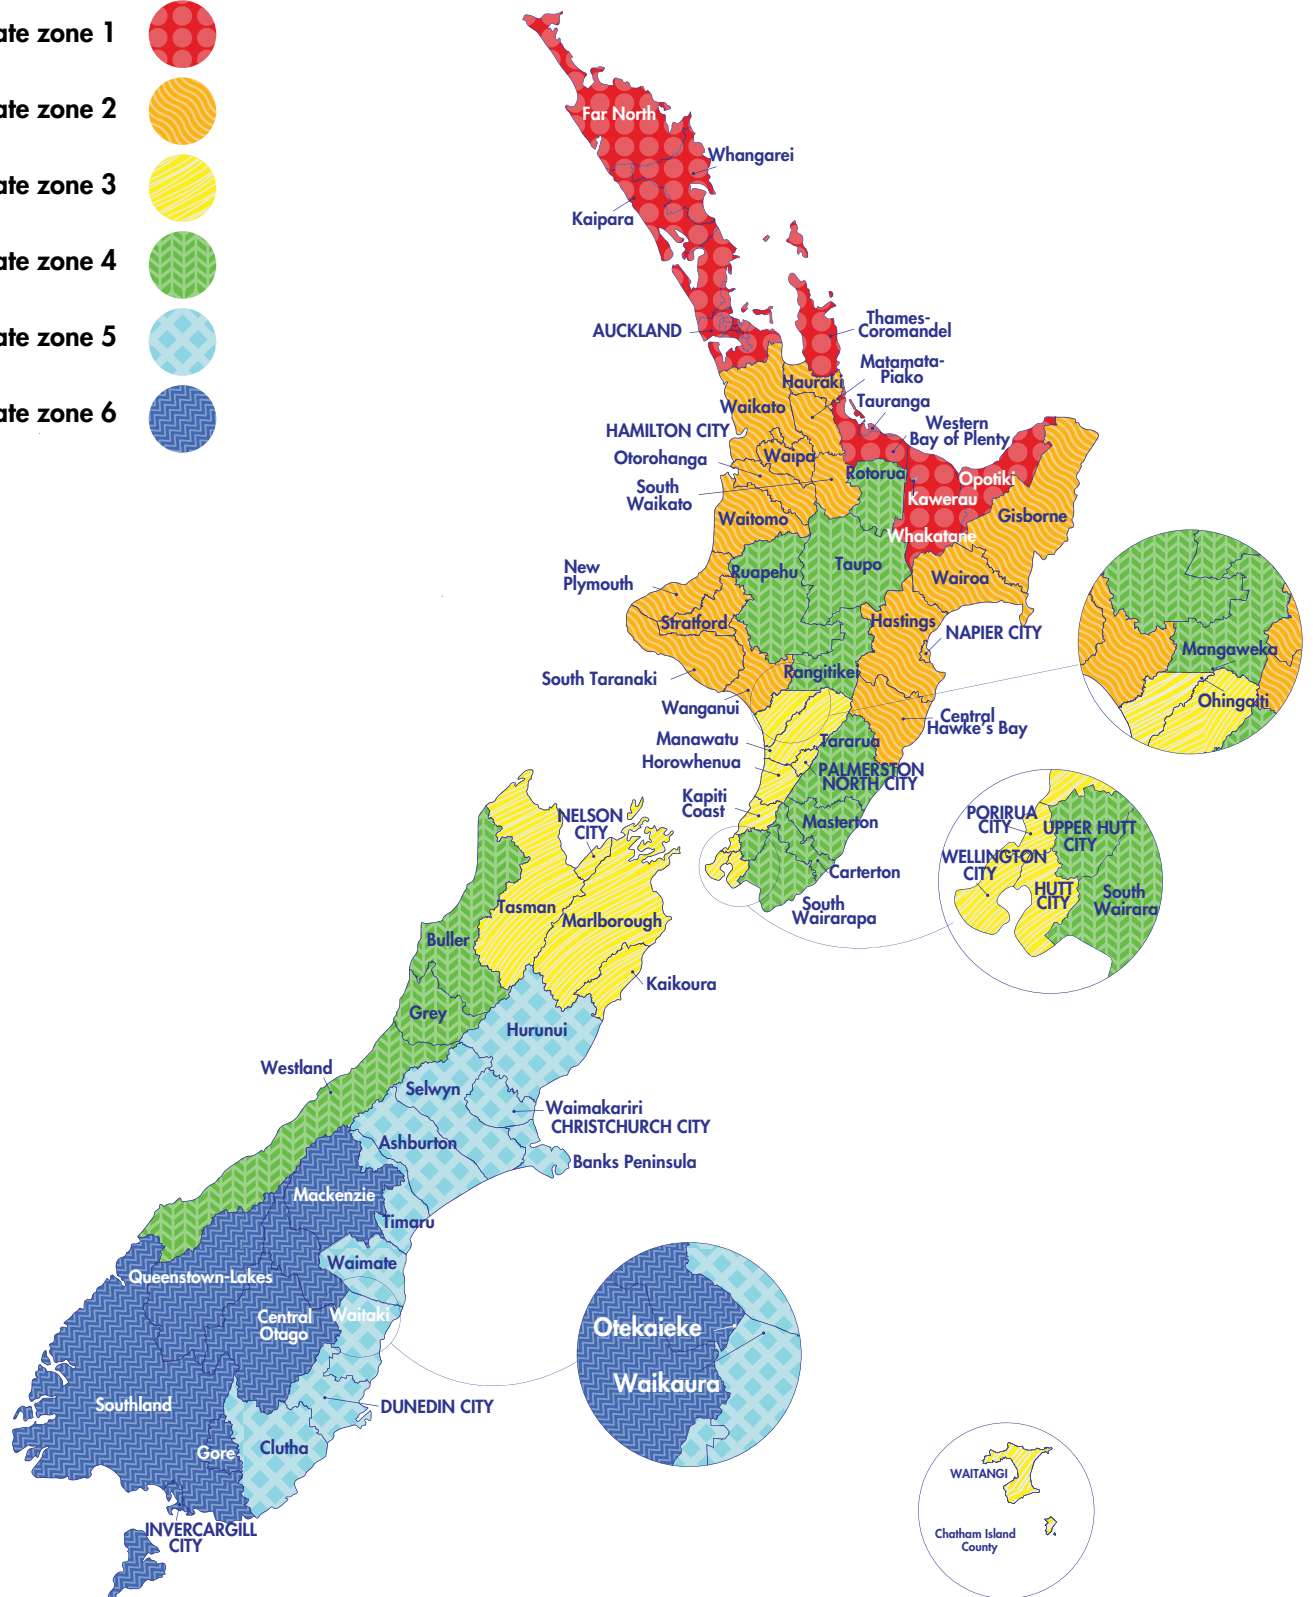 ate zone 1
ate zone 2
ate zone 3
ate zone 4
ate zone 5
ate zone 6
Far North
Whangarei
Kaipara
AUCKLAND
Thames-
Coromandel
Matamata-
Piako
Hauraki
Tauranga
Waikato
Western
Bay of Plenty
HAMILTON CITY
Waipa
Otorohanga
Rotorua
Opotiki
South
Waikato
Kawerau
Waitomo
Gisborne
Whakatane
New
Plymouth
Ruapehu
Taupo
Wairoa
Stratford
Hastings
NAPIER CITY
South Taranaki
Rangitikei
Wanganui
Central
Hawke's Bay
Manawatu
Tararua
Horowhenua
PALMERSTON
NORTH CITY
Kapiti
Coast
Masterton
Carterton
South
Wairarapa
Mangaweka
Ohingaiti
PORIRUA
CITY
UPPER HUTT
CITY
WELLINGTON
CITY
HUTT
CITY
South
Wairara
NELSON
CITY
Tasman
Marlborough
Buller
Kaikoura
Grey
Hurunui
Westland
Selwyn
Waimakariri
CHRISTCHURCH CITY
Ashburton
Banks Peninsula
Mackenzie
Timaru
Waimate
Queenstown-Lakes
Central
Otago
Waitaki
Otekaieke
Waikaura
Southland
DUNEDIN CITY
Gore
Clutha
INVERCARGILL
CITY
WAITANGI
Chatham Island
County